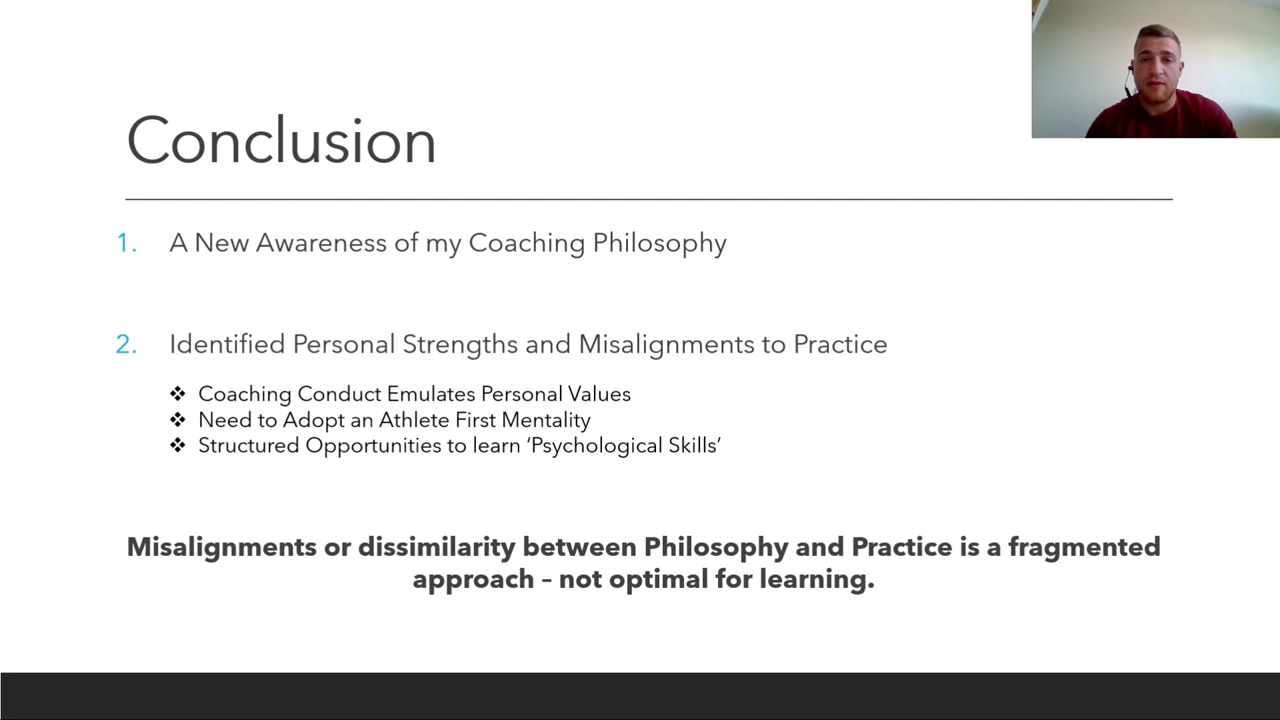 Conclusion
1. A New Awareness of my Coaching Philosophy
2. Identified Personal Strengths and Misalignments to Practice
❖ Coaching Conduct Emulates Personal Values
❖ Need to Adopt an Athlete First Mentality
❖ Structured Opportunities to learn ‘Psychological Skills’
Misalignments or dissimilarity between Philosophy and Practice is a fragmented
approach – not optimal for learning.